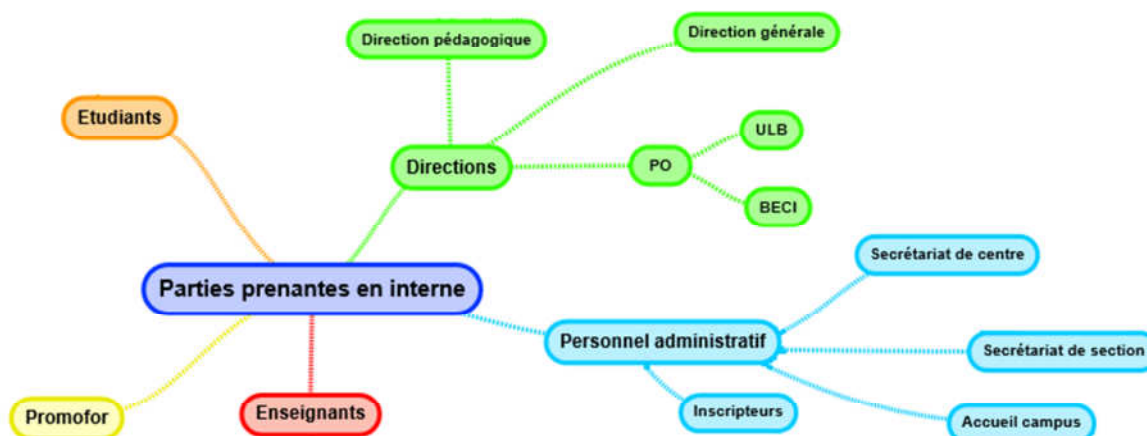 Direction pédagogique
Direction générale
Etudiants
ULB
Directions
PO
BECI
Secrétariat de centre
Parties prenantes en interne
Personnel administratif
Secrétariat de section
Promofor
Enseignants
Inscripteurs
Accueil campus